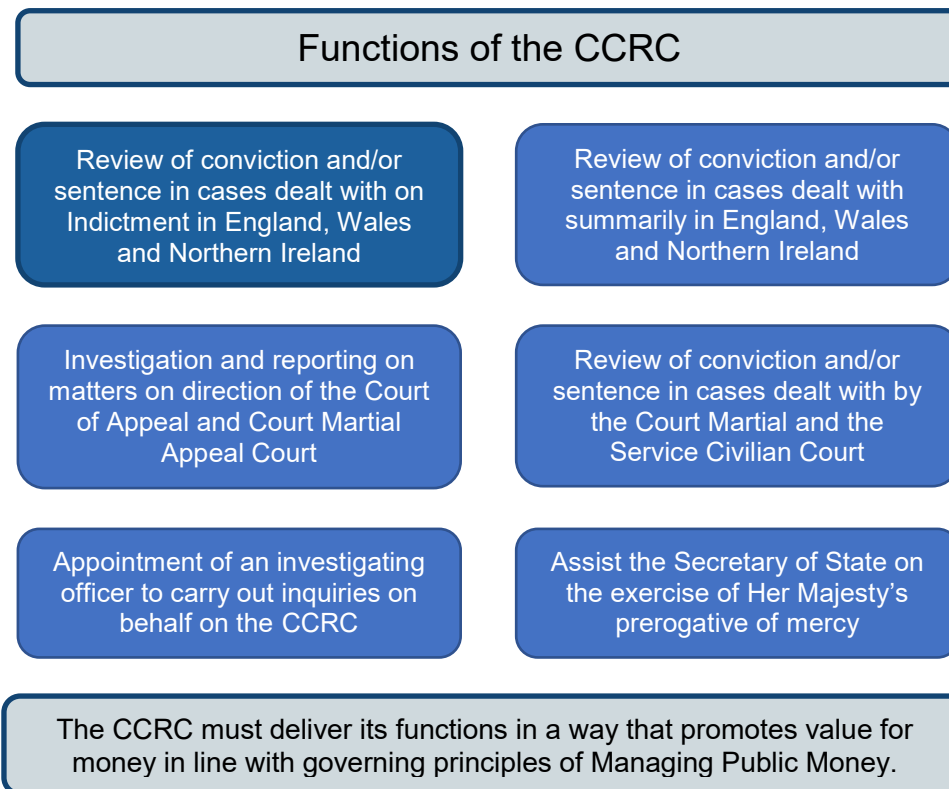 Functions of the CCRC
Review of conviction and/or
sentence in cases dealt with on
Indictment in England, Wales
and Northern Ireland
Review of conviction and/or
sentence in cases dealt with
summarily in England, Wales
and Northern Ireland
Investigation and reporting on
matters on direction of the Court
of Appeal and Court Martial
Appeal Court
Review of conviction and/or
sentence in cases dealt with by
the Court Martial and the
Service Civilian Court
Appointment of an investigating
officer to carry out inquiries on
behalf on the CCRC
Assist the Secretary of State on
the exercise of Her Majesty’s
prerogative of mercy
The CCRC must deliver its functions in a way that promotes value for
money in line with governing principles of Managing Public Money.